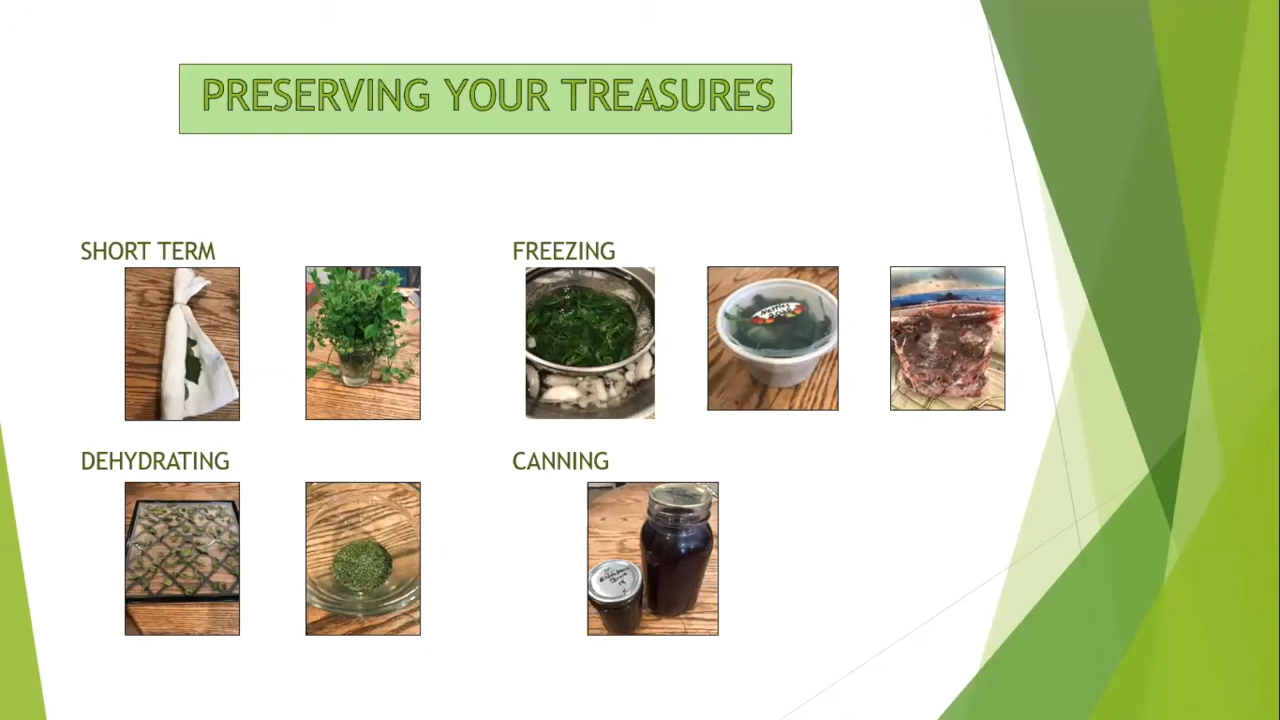 PRESERVING YOUR TREASURES
SHORT TERM
FREEZING
DEHYDRATING
CANNING